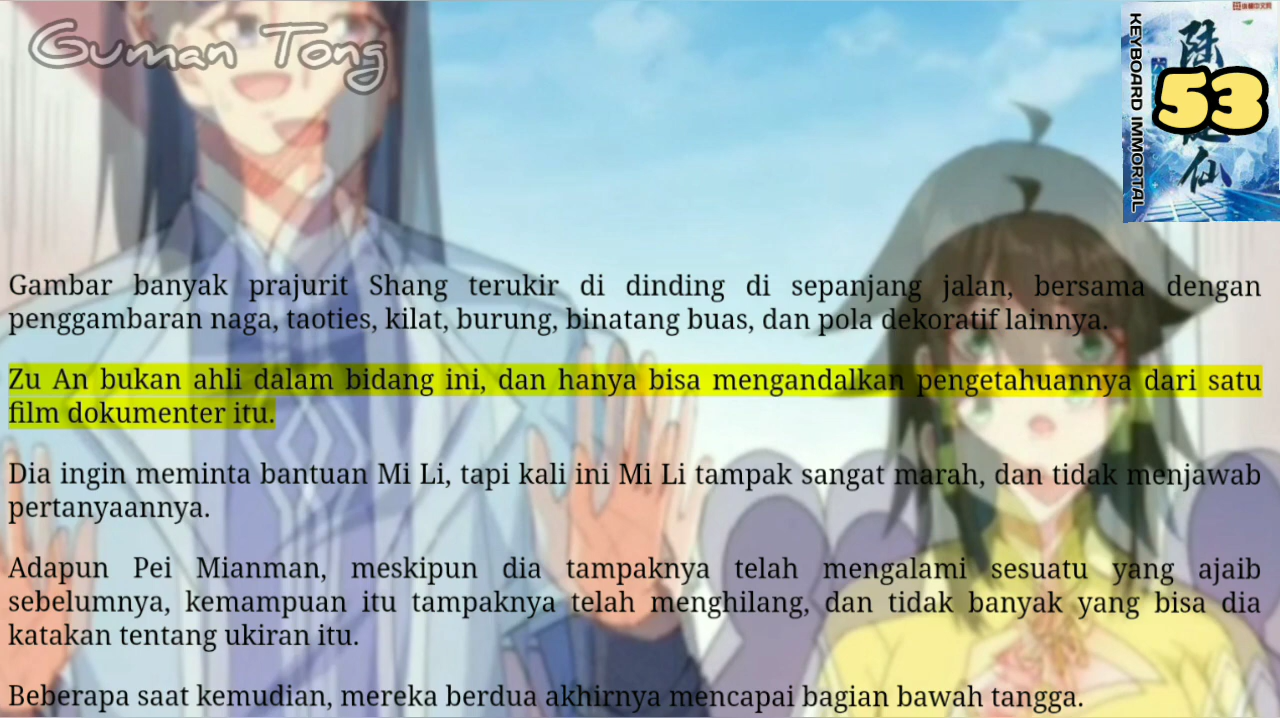 Guman Tong
KEYBOARD IMMORTAL
陆
仙
53
Gambar banyak prajurit Shang terukir di dinding di sepanjang jalan, bersama dengan
penggambaran naga, taoties, kilat, burung, binatang buas, dan pola dekoratif lainnya.
Zu An bukan ahli dalam bidang ini, dan hanya bisa mengandalkan pengetahuannya dari satu
film dokumenter itu.
Dia ingin meminta bantuan Mi Li, tapi kali ini Mi Li tampak sangat marah, dan tidak menjawab
pertanyaannya.
Adapun Pei Mianman, meskipun dia tampaknya telah mengalami sesuatu yang ajaib
sebelumnya, kemampuan itu tampaknya telah menghilang, dan tidak banyak yang bisa dia
katakan tentang ukiran itu.
Beberapa saat kemudian, mereka berdua akhirnya mencapai bagian bawah tangga.